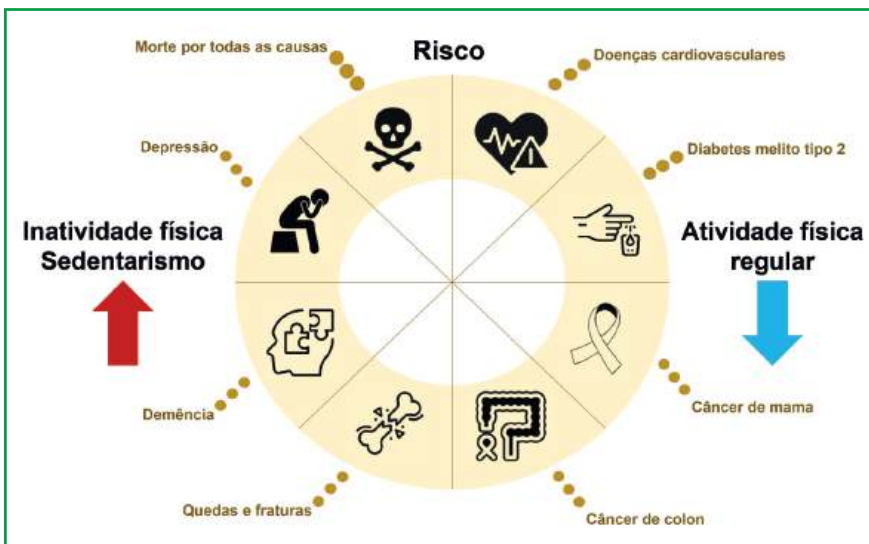 Risco
Morte por todas as causas
Doenças cardiovasculares
Depressão
Diabetes melito tipo 2
Inatividade física
Sedentarismo
Atividade física
regular
Demência
Câncer de mama
Quedas e fraturas
Câncer de colon